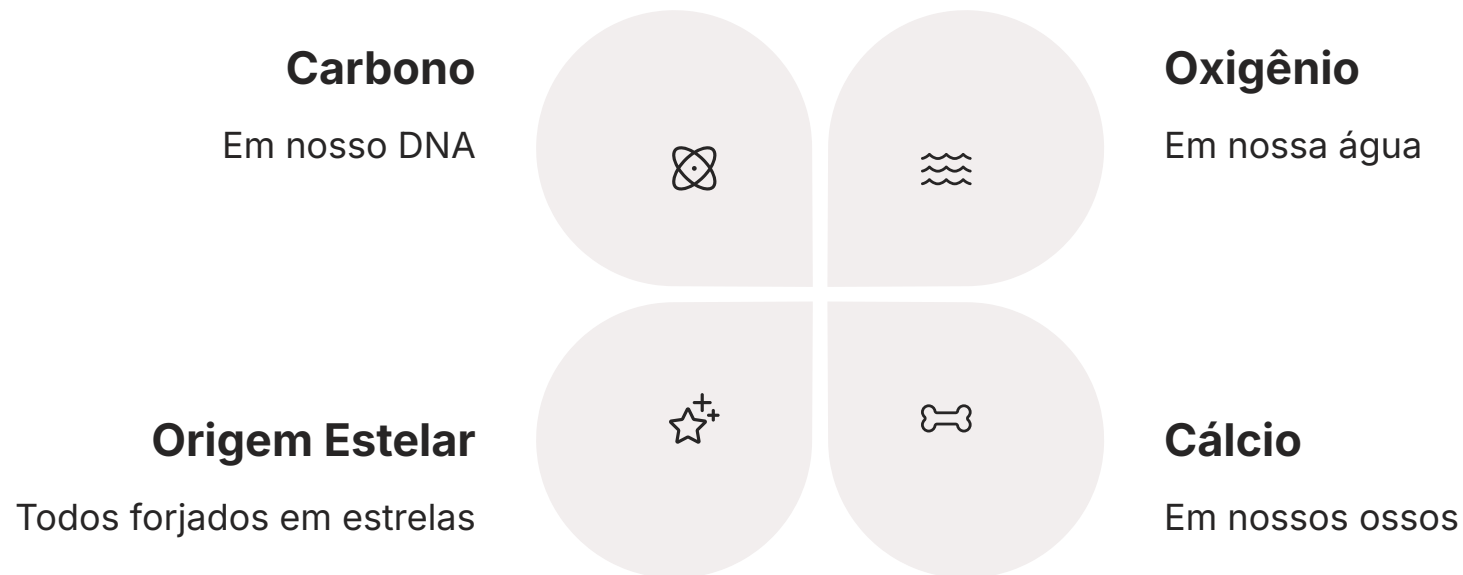 Carbono
Em nosso DNA
Oxigênio
Em nossa água
Origem Estelar
Todos forjados em estrelas
Cálcio
Em nossos ossos